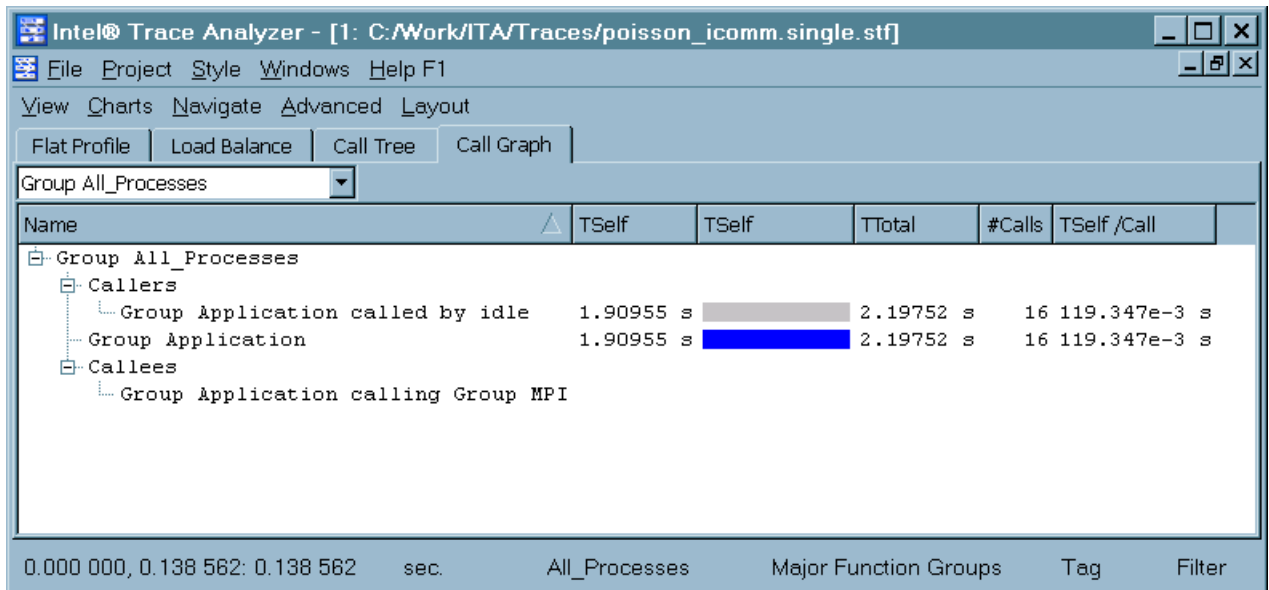 Intel® Trace Analyzer - [1: C:/Work/ITA/Traces/poisson_icomm.single.stf]
File Project Style Windows Help F1
View Charts Navigate Advanced Layout
Flat Profile Load Balance Call Tree Call Graph
Group All_Processes
Name TSelf TSelf TTotal #Calls TSelf /Call
Group All_Processes
Callers
Group Application called by idle 1.90955 s 2.19752 s 16 119.347e-3 s
Group Application 1.90955 s 2.19752 s 16 119.347e-3 s
Callees
Group Application calling Group MPI
0.000 000, 0.138 562: 0.138 562 sec. All_Processes Major Function Groups Tag Filter